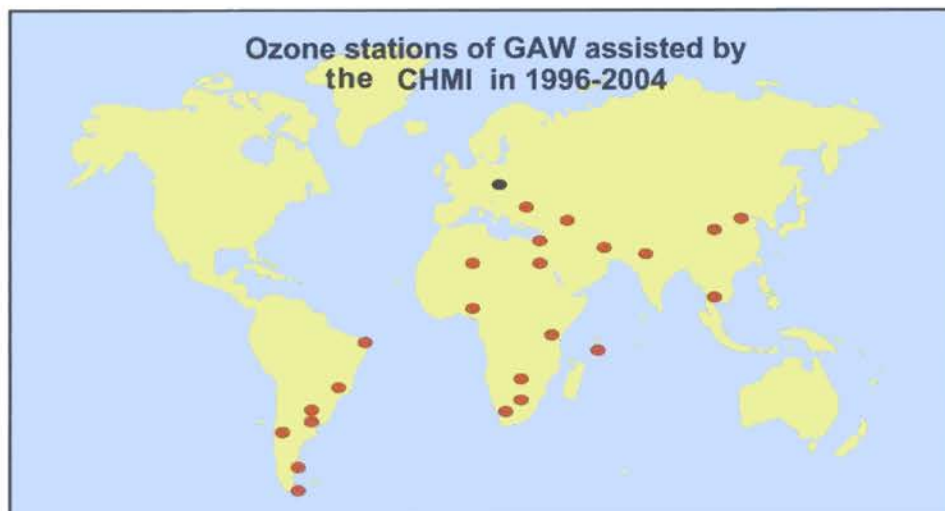 Ozone stations of GAW assisted by
the CHMI in 1996-2004